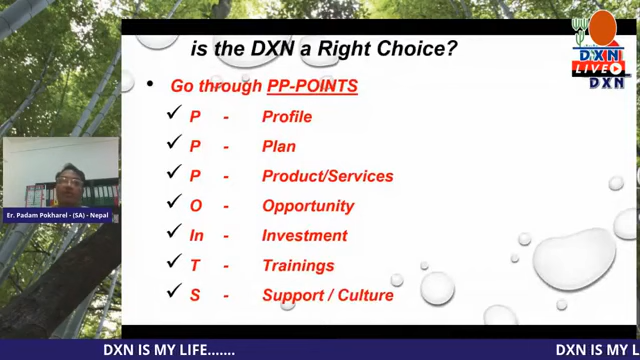 is the DXN a Right Choice?
• Go through PP-POINTS
✓ P - Profile
✓ P - Plan
✓ P - Product/Services
✓ O - Opportunity
✓ In - Investment
✓ T - Trainings
✓ S - Support / Culture
DXN
LIVE
DXN
Er. Padam Pokharel - (SA) - Nepal
DXN IS MY LIFE.......
DXN IS MY L